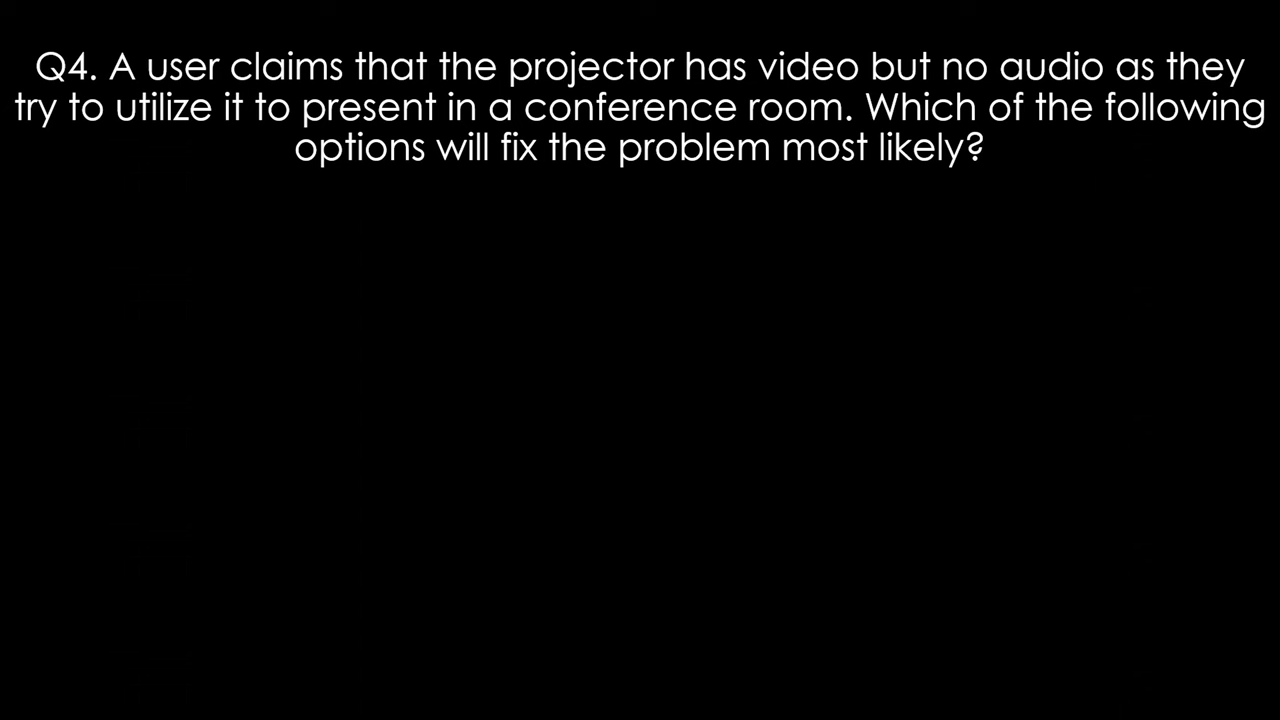 Q4. A user claims that the projector has video but no audio as they
try to utilize it to present in a conference room. Which of the following
options will fix the problem most likely?